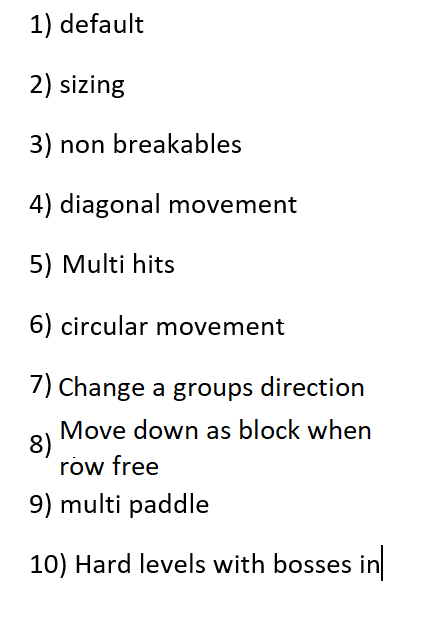 1) default
2) sizing
3) non breakables
4) diagonal movement
5) Multi hits
6) circular movement
7) Change a groups direction
8) Move down as block when
row free
9) multi paddle
10) Hard levels with bosses in